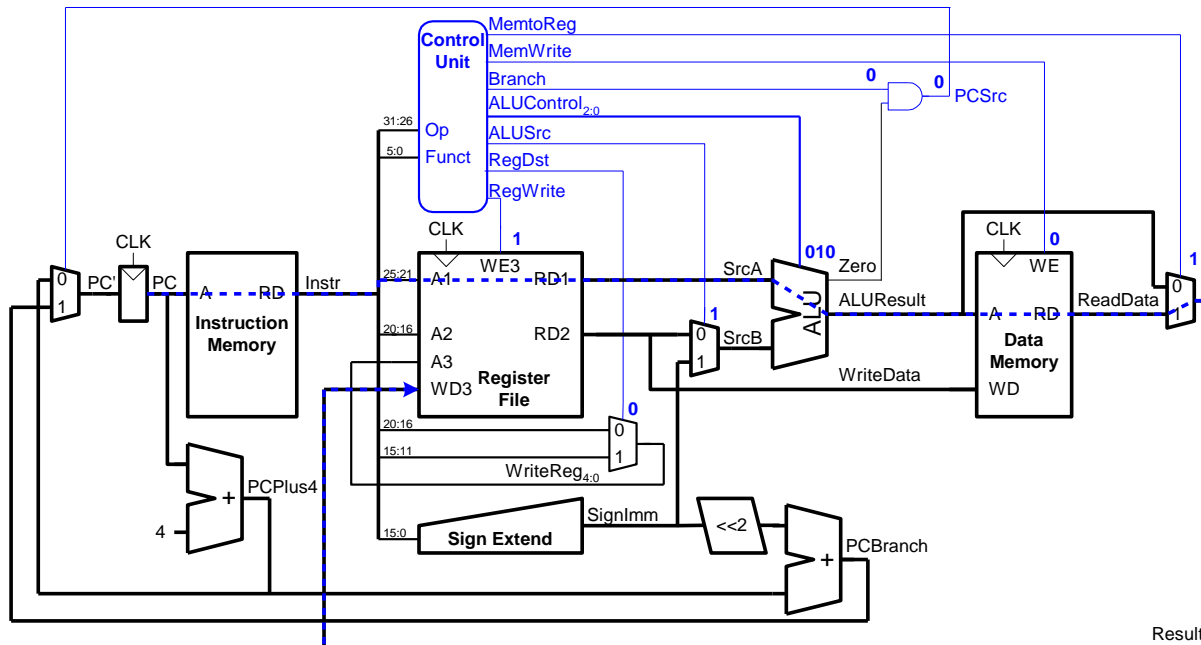 MemtoReg
Control
Unit
MemWrite
Branch
0
0
PCSrc
ALUControl2:0
31:26
Op
ALUSrc
5:0
Funct
RegDst
RegWrite
CLK
CLK
CLK
1
010
0
WE3
WE
Zero
1
0
1
PC'
PC
A
RD
Instr
25:21
A1
RD1
SrcA
ALU
ALUResult
A
RD
ReadData
0
1
Instruction
Memory
20:16
A2
RD2
1
0
1
SrcB
Data
Memory
A3
WD3
Register
File
WriteData
WD
20:16
0
0
15:11
1
WriteReg4:0
PCPlus4
+
4
SignImm
<<2
15:0
Sign Extend
+
PCBranch
Result